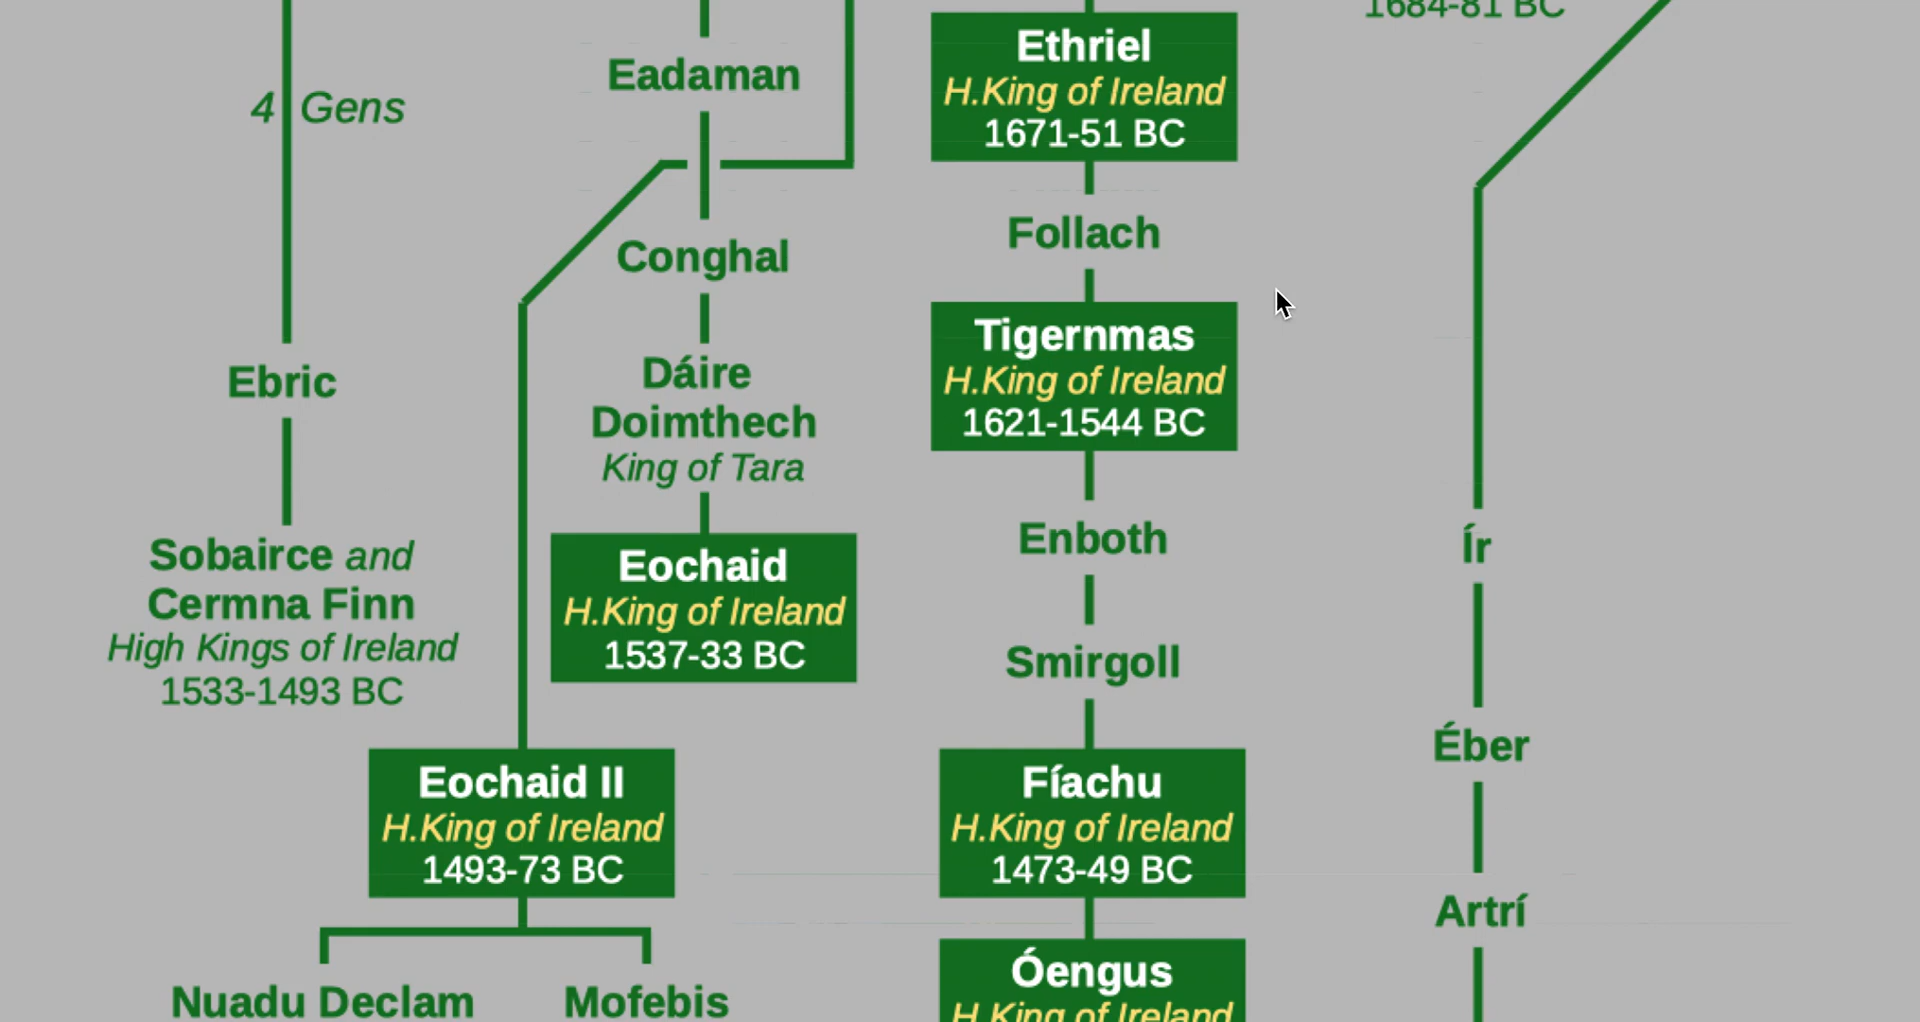 1684-81 BC
Ethriel
H.King of Ireland
1671-51 BC
Eadaman
4 Gens
Follach
Conghal
Tigernmas
H.King of Ireland
1621-1544 BC
Ebric
Dáire
Doimthech
King of Tara
Enboth
Ír
Sobairce and
Cermna Finn
High Kings of Ireland
1533-1493 BC
Eochaid
H.King of Ireland
1537-33 BC
Smirgoll
Éber
Eochaid II
H.King of Ireland
1493-73 BC
Fíachu
H.King of Ireland
1473-49 BC
Artrí
Óengus
H.King of Ireland
Nuadu Declam
Mofebis